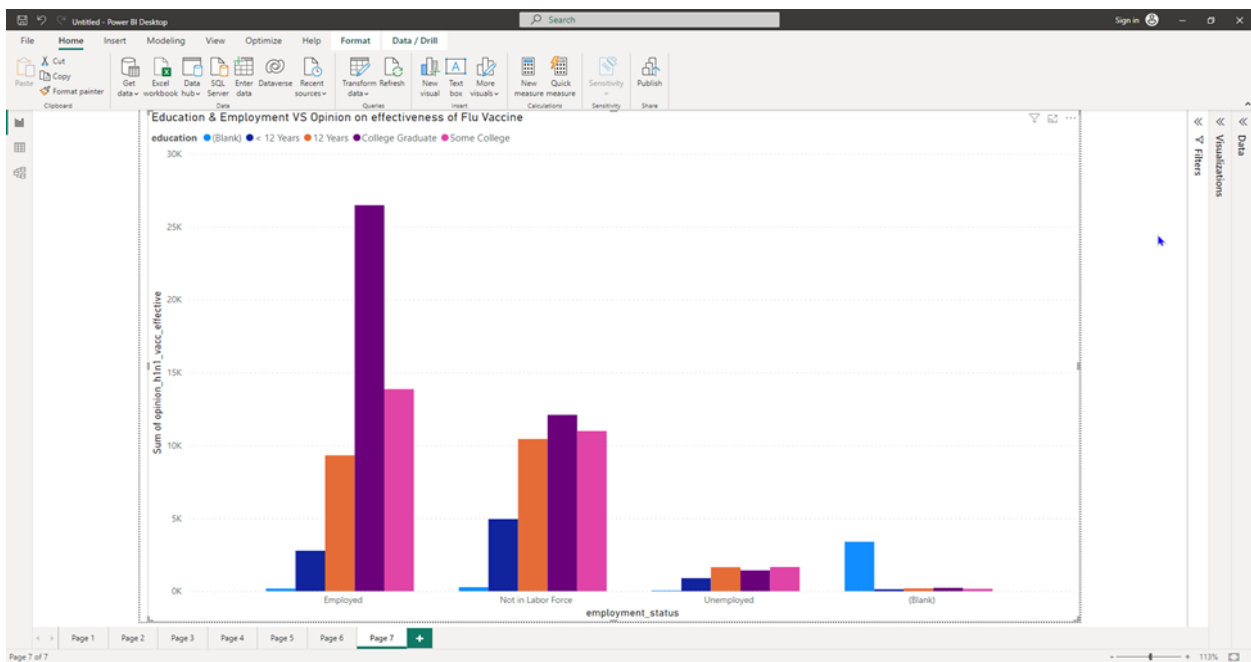 Untitled - Power BI Desktop
Search
Sign in
File Home Insert Modeling View Optimize Help Format Data / Drill
Paste
Cut
Copy
Format painter
Clipboard
Get data
Excel workbook
Data hub
SQL Server
Enter data
Dataverse
Recent sources
Data
Transform data
Refresh
Queries
New visual
Text box
More visuals
Insert
New measure
Quick measure
Calculations
Sensitivity
Sensitivity
Publish
Share
Education & Employment VS Opinion on effectiveness of Flu Vaccine
education (Blank) < 12 Years 12 Years College Graduate Some College
30K
25K
20K
15K
10K
5K
0K
Sum of opinion_h1n1_vacc_effective
Employed Not in Labor Force Unemployed (Blank)
employment_status
Filters
Visualizations
Data
Page 1 Page 2 Page 3 Page 4 Page 5 Page 6 Page 7 +
Page 7 of 7
- + 113%